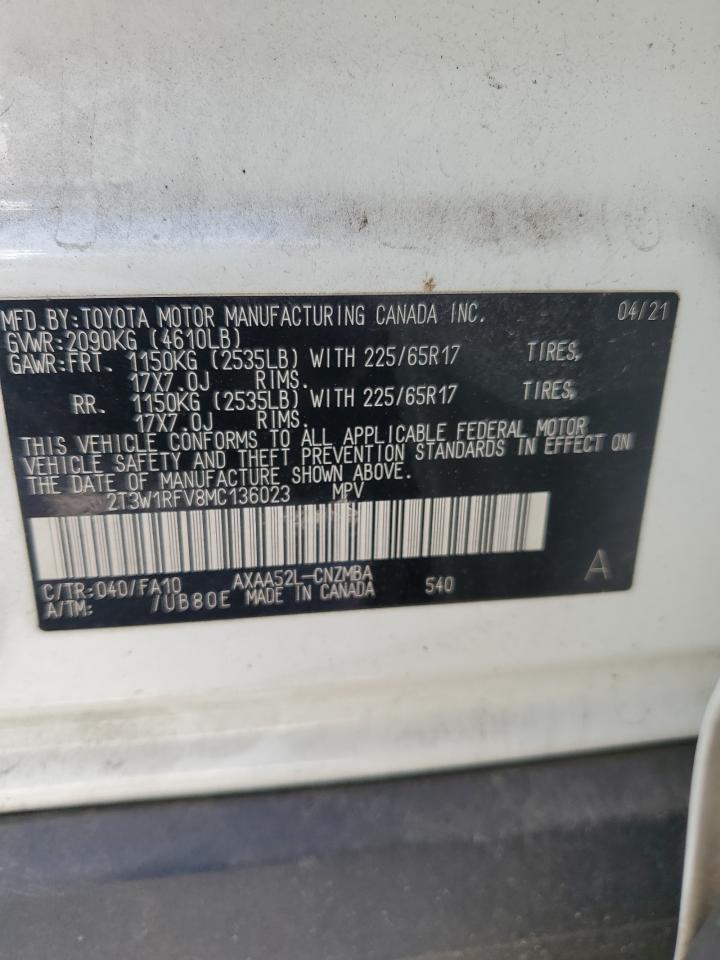 MFD.BY:TOYOTA MOTOR MANUFACTURING CANADA INC. 04/21
GVWR:2090KG (4610LB)
GAWR:FRT. 1150KG (2535LB) WITH 225/65R17 TIRES,
17X7.0J RIMS.
RR. 1150KG (2535LB) WITH 225/65R17 TIRES,
17X7.0J RIMS.
THIS VEHICLE CONFORMS TO ALL APPLICABLE FEDERAL MOTOR
VEHICLE SAFETY AND THEFT PREVENTION STANDARDS IN EFFECT ON
THE DATE OF MANUFACTURE SHOWN ABOVE.
2T3W1RFV8MC136023 MPV
C/TR:040/FA10 AXAA52L-CNZMBA 540 A
A/TM: /UB80E MADE IN CANADA